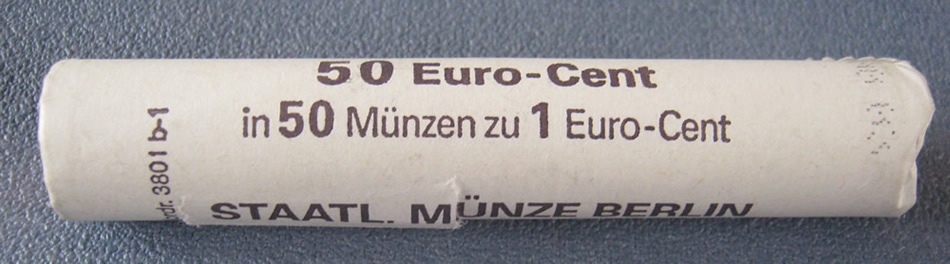 50 Euro-Cent
in 50 Münzen zu 1 Euro-Cent
STAATL. MÜNZE BERLIN
3801 b-1